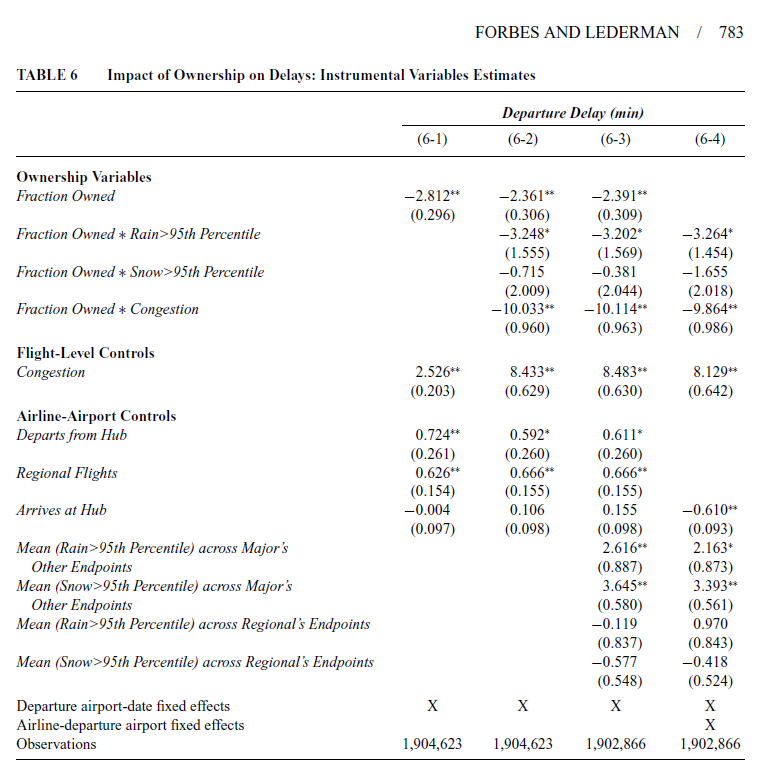 FORBES AND LEDERMAN / 783
TABLE 6 Impact of Ownership on Delays: Instrumental Variables Estimates
Departure Delay (min)
(6-1) (6-2) (6-3) (6-4)
Ownership Variables
Fraction Owned −2.812** −2.361** −2.391**
(0.296) (0.306) (0.309)
Fraction Owned ∗ Rain>95th Percentile −3.248* −3.202* −3.264*
(1.555) (1.569) (1.454)
Fraction Owned ∗ Snow>95th Percentile −0.715 −0.381 −1.655
(2.009) (2.044) (2.018)
Fraction Owned ∗ Congestion −10.033** −10.114** −9.864**
(0.960) (0.963) (0.986)
Flight-Level Controls
Congestion 2.526** 8.433** 8.483** 8.129**
(0.203) (0.629) (0.630) (0.642)
Airline-Airport Controls
Departs from Hub 0.724** 0.592* 0.611*
(0.261) (0.260) (0.260)
Regional Flights 0.626** 0.666** 0.666**
(0.154) (0.155) (0.155)
Arrives at Hub −0.004 0.106 0.155 −0.610**
(0.097) (0.098) (0.098) (0.093)
Mean (Rain>95th Percentile) across Major's 2.616** 2.163*
Other Endpoints (0.887) (0.873)
Mean (Snow>95th Percentile) across Major's 3.645** 3.393**
Other Endpoints (0.580) (0.561)
Mean (Rain>95th Percentile) across Regional's Endpoints −0.119 0.970
(0.837) (0.843)
Mean (Snow>95th Percentile) across Regional's Endpoints −0.577 −0.418
(0.548) (0.524)
Departure airport-date fixed effects X X X X
Airline-departure airport fixed effects X
Observations 1,904,623 1,904,623 1,902,866 1,902,866